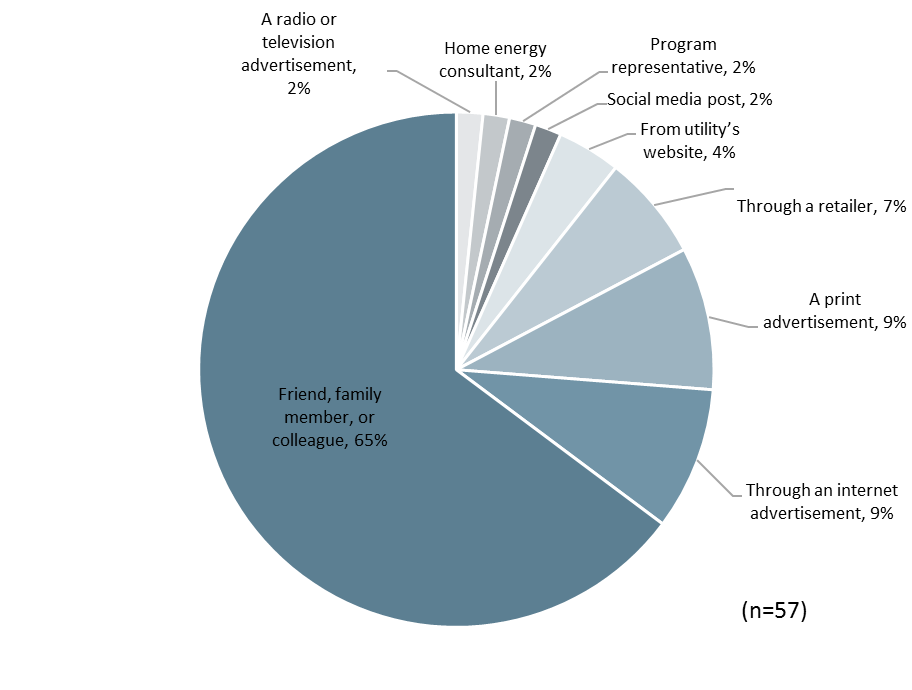 A radio or
television
advertisement,
2%
Home energy
consultant, 2%
Program
representative, 2%
Social media post, 2%
From utility’s
website, 4%
Through a retailer, 7%
A print
advertisement, 9%
Through an internet
advertisement, 9%
Friend, family
member, or
colleague, 65%
(n=57)